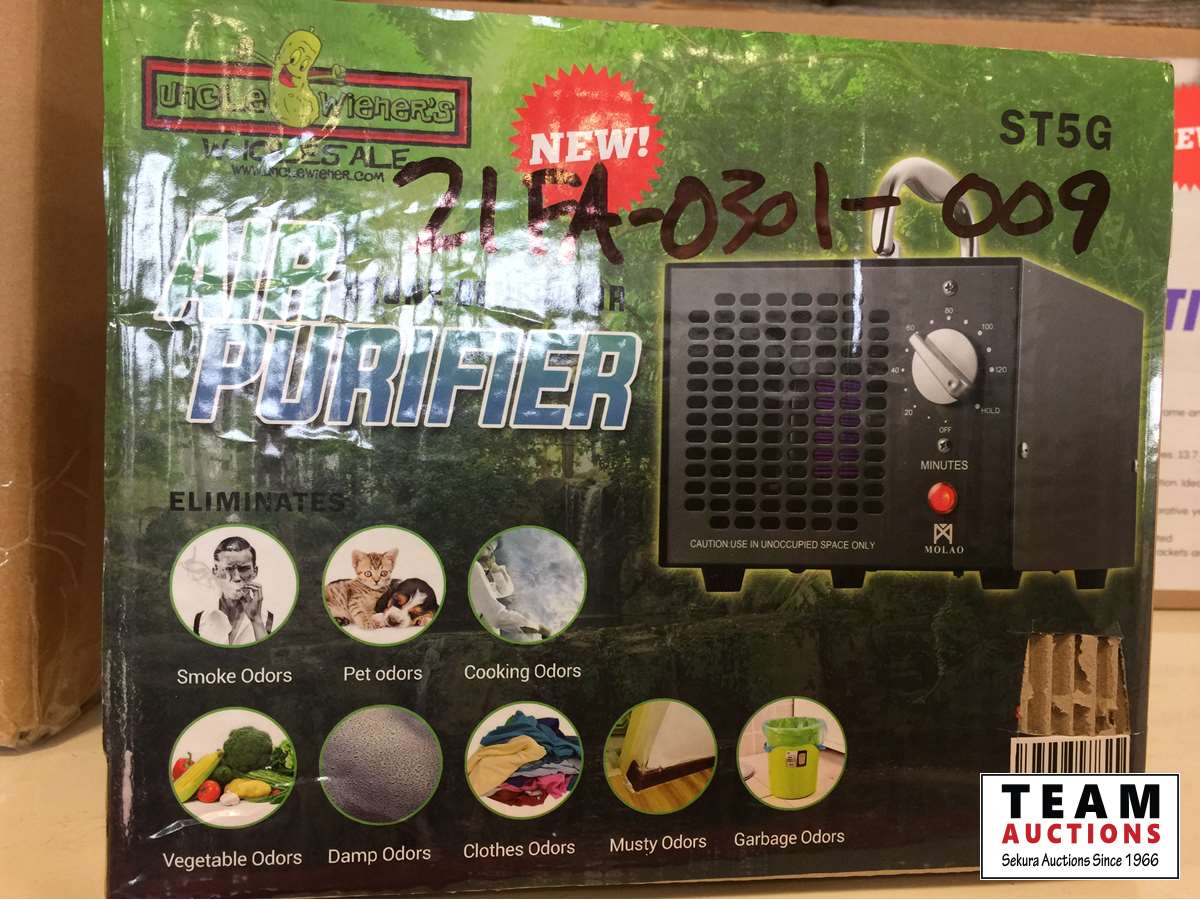 UNCLE WIENER'S
WHOLESALE
www.unclewiener.com
NEW!
ST5G
21FA-0301-009
AIR
PURIFIER
60
80
100
40
120
20
HOLD
OFF
MINUTES
MOLAO
CAUTION:USE IN UNOCCUPIED SPACE ONLY
ELIMINATES
Smoke Odors
Pet odors
Cooking Odors
Vegetable Odors
Damp Odors
Clothes Odors
Musty Odors
Garbage Odors
TEAM
AUCTIONS
Sekura Auctions Since 1966